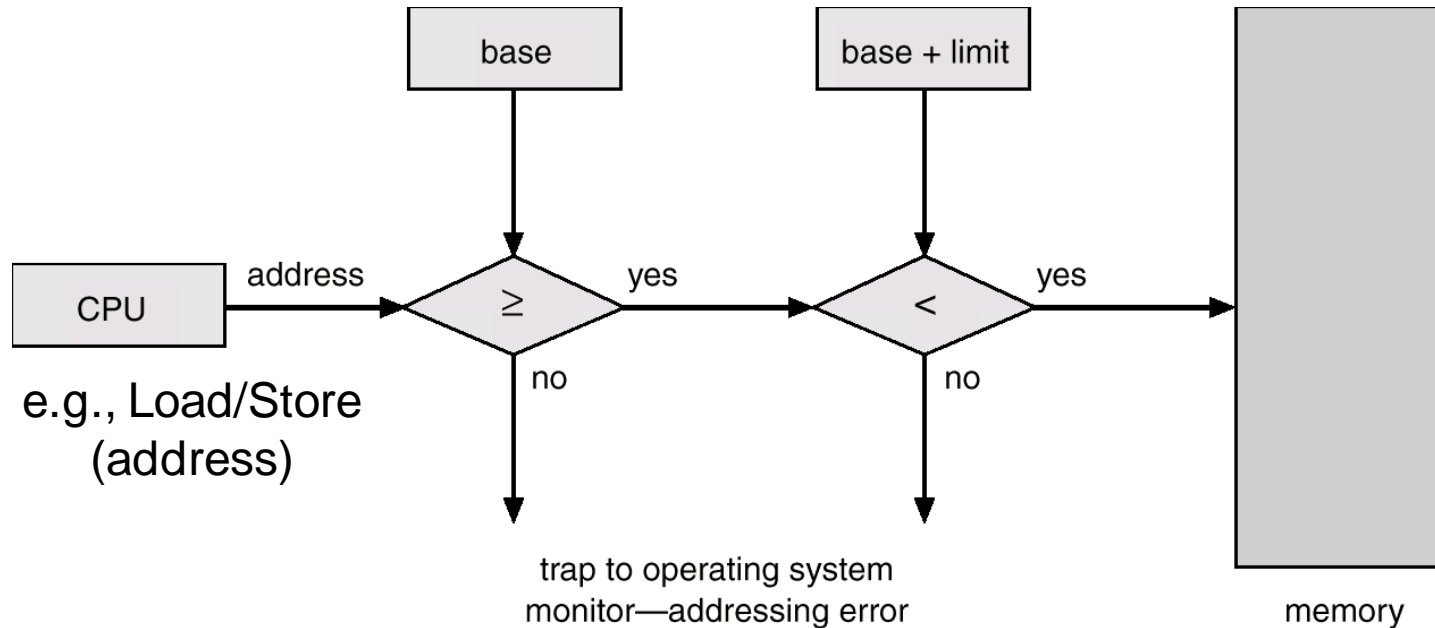 base
base + limit
address
yes
yes
CPU
≥
<
no
no
e.g., Load/Store
(address)
trap to operating system
monitor—addressing error
memory